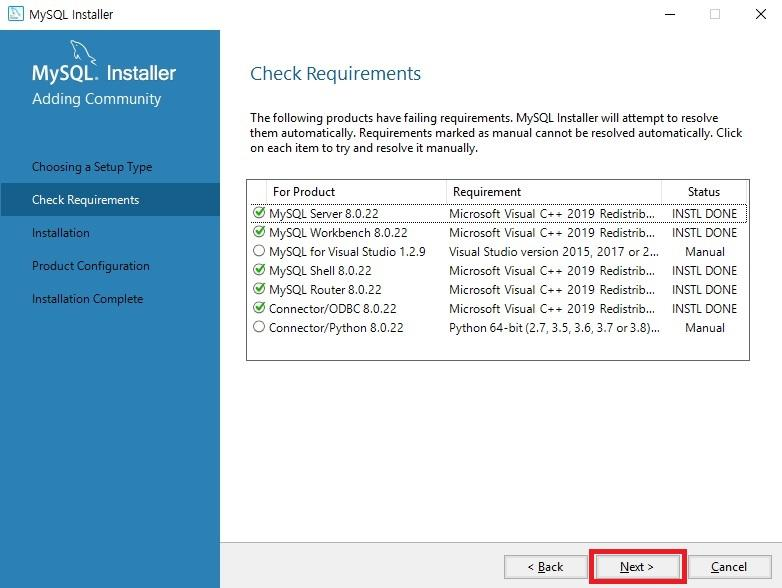 MySQL Installer
MySQL. Installer
Adding Community
Choosing a Setup Type
Check Requirements
Installation
Product Configuration
Installation Complete
Check Requirements
The following products have failing requirements. MySQL Installer will attempt to resolve
them automatically. Requirements marked as manual cannot be resolved automatically. Click
on each item to try and resolve it manually.
For Product Requirement Status
MySQL Server 8.0.22 Microsoft Visual C++ 2019 Redistrib... INSTL DONE
MySQL Workbench 8.0.22 Microsoft Visual C++ 2019 Redistrib... INSTL DONE
MySQL for Visual Studio 1.2.9 Visual Studio version 2015, 2017 or 2... Manual
MySQL Shell 8.0.22 Microsoft Visual C++ 2019 Redistrib... INSTL DONE
MySQL Router 8.0.22 Microsoft Visual C++ 2019 Redistrib... INSTL DONE
Connector/ODBC 8.0.22 Microsoft Visual C++ 2019 Redistrib... INSTL DONE
Connector/Python 8.0.22 Python 64-bit (2.7, 3.5, 3.6, 3.7 or 3.8)... Manual
< Back Next > Cancel